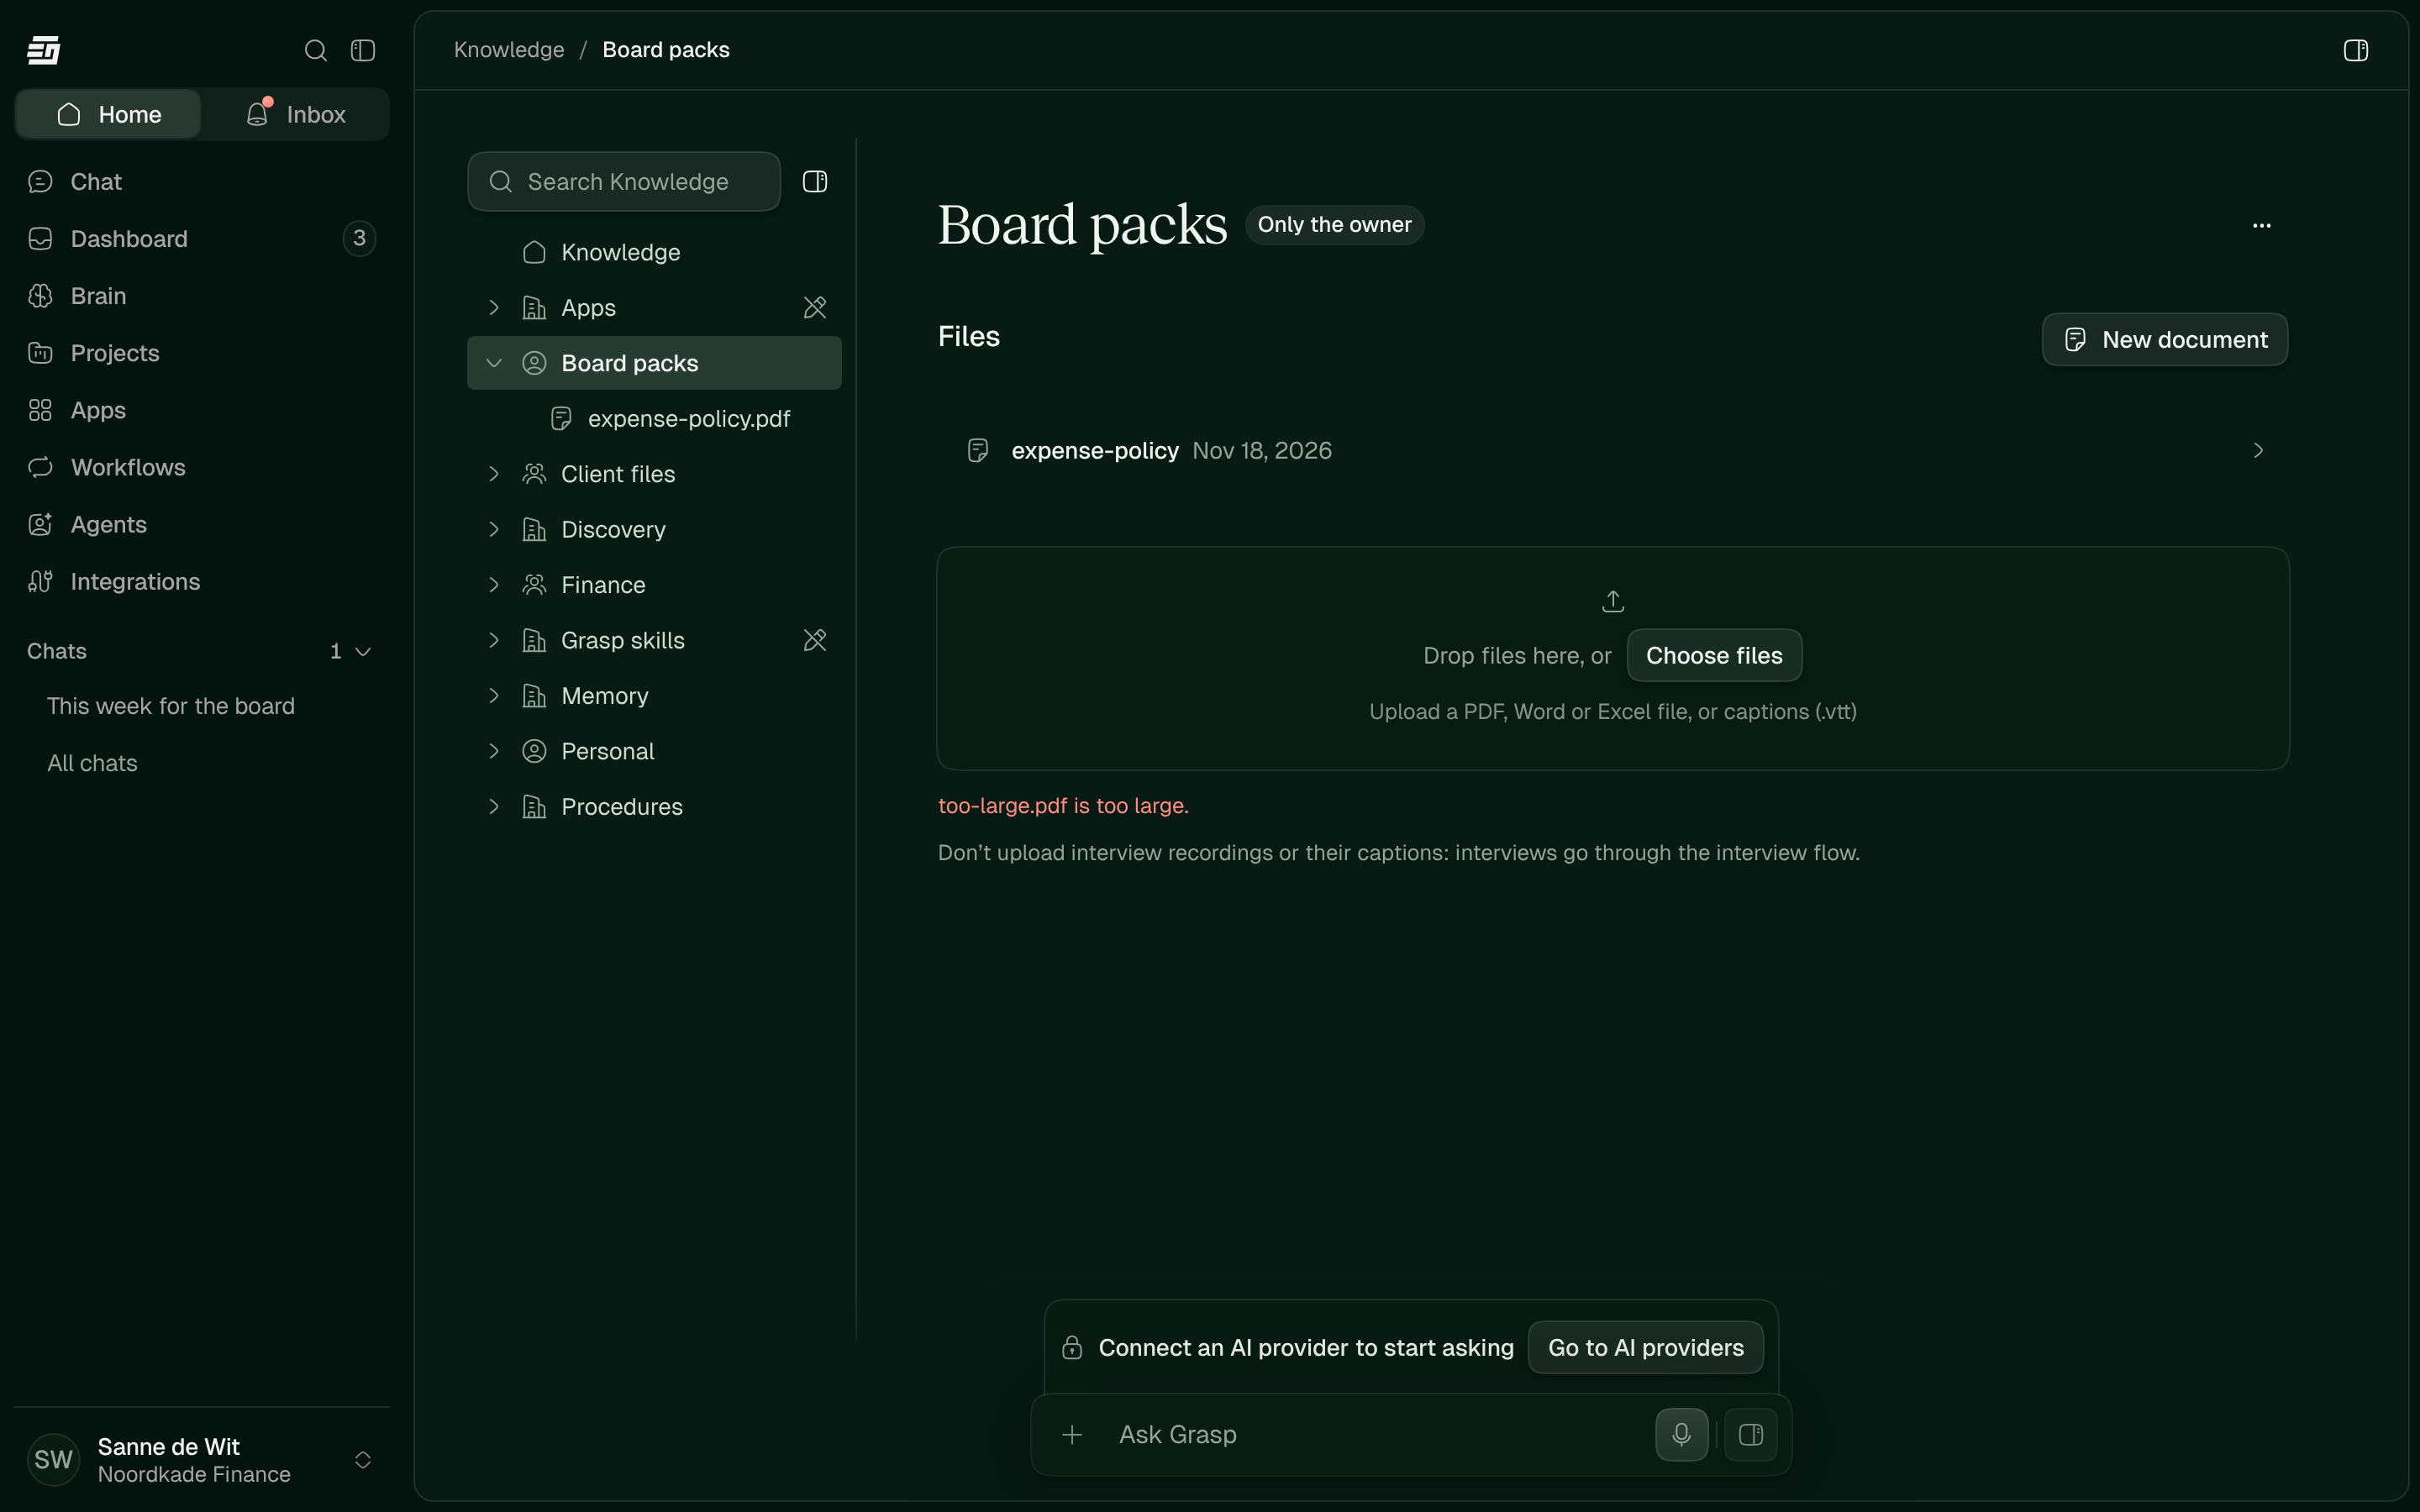 Home
Inbox
Chat
Dashboard 3
Brain
Projects
Apps
Workflows
Agents
Integrations
Chats 1
This week for the board
All chats
SW
Sanne de Wit
Noordkade Finance
Knowledge / Board packs
Search Knowledge
Knowledge
Apps
Board packs
expense-policy.pdf
Client files
Discovery
Finance
Grasp skills
Memory
Personal
Procedures
Board packs Only the owner
Files
New document
expense-policy Nov 18, 2026
Drop files here, or Choose files
Upload a PDF, Word or Excel file, or captions (.vtt)
too-large.pdf is too large.
Don’t upload interview recordings or their captions: interviews go through the interview flow.
Connect an AI provider to start asking Go to AI providers
Ask Grasp